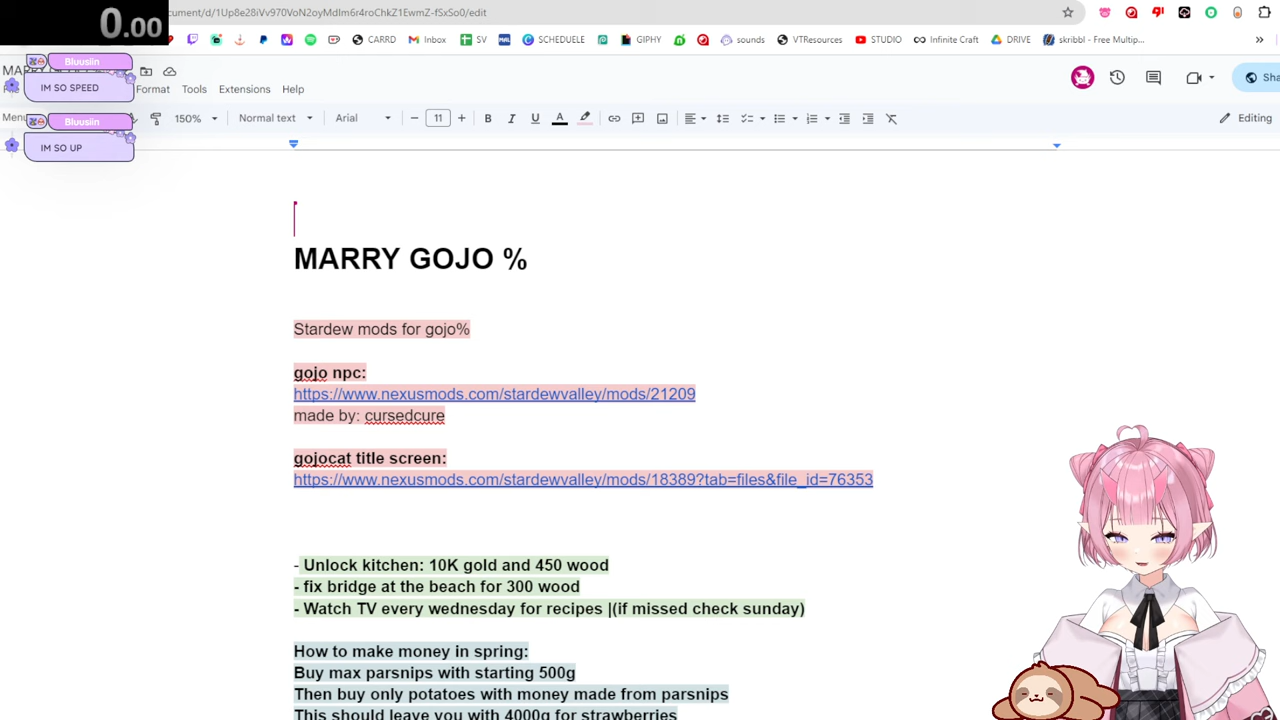 0.00
cument/d/1Up8e28iVv970VoN2oyMdlm6r4roChkZ1EwmZ-fSxSo0/edit
CARRD
Inbox
SV
SCHEDUELE
GIPHY
sounds
VTResources
STUDIO
Infinite Craft
DRIVE
skribbl - Free Multip...
»
Bluusiin
IM SO SPEED
Bluusiin
IM SO UP
Format
Tools
Extensions
Help
Sha
Menu
150%
Normal text
Arial
11
Editing
MARRY GOJO %
Stardew mods for gojo%
gojo npc:
https://www.nexusmods.com/stardewvalley/mods/21209
made by: cursedcure
gojocat title screen:
https://www.nexusmods.com/stardewvalley/mods/18389?tab=files&file_id=76353
- Unlock kitchen: 10K gold and 450 wood
- fix bridge at the beach for 300 wood
- Watch TV every wednesday for recipes |(if missed check sunday)
How to make money in spring:
Buy max parsnips with starting 500g
Then buy only potatoes with money made from parsnips
This should leave you with 4000g for strawberries